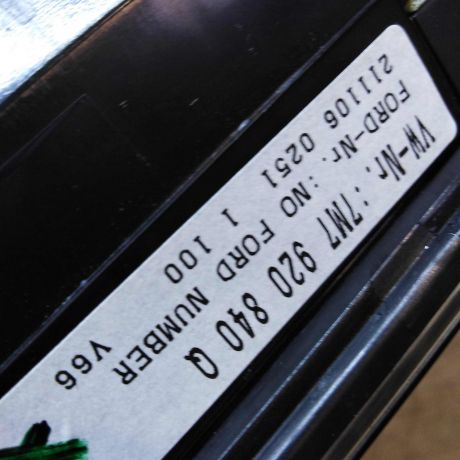 VW-Nr.:7M7 920 840 Q
FORD-Nr.:NO FORD NUMBER
211106 0251 1 100 V66